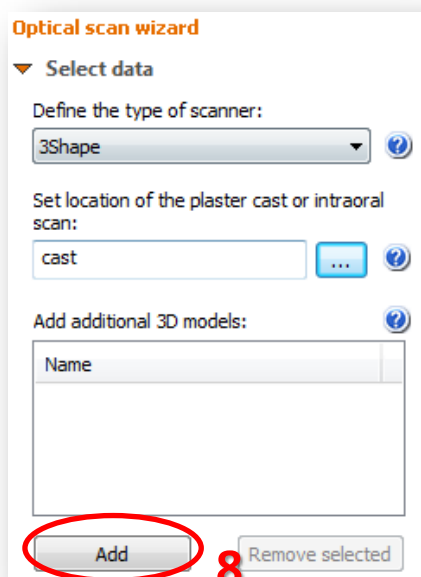 Optical scan wizard
Select data
Define the type of scanner:
3Shape
?
Set location of the plaster cast or intraoral
scan:
cast
...
?
Add additional 3D models:
?
Name
Add
8
Remove selected